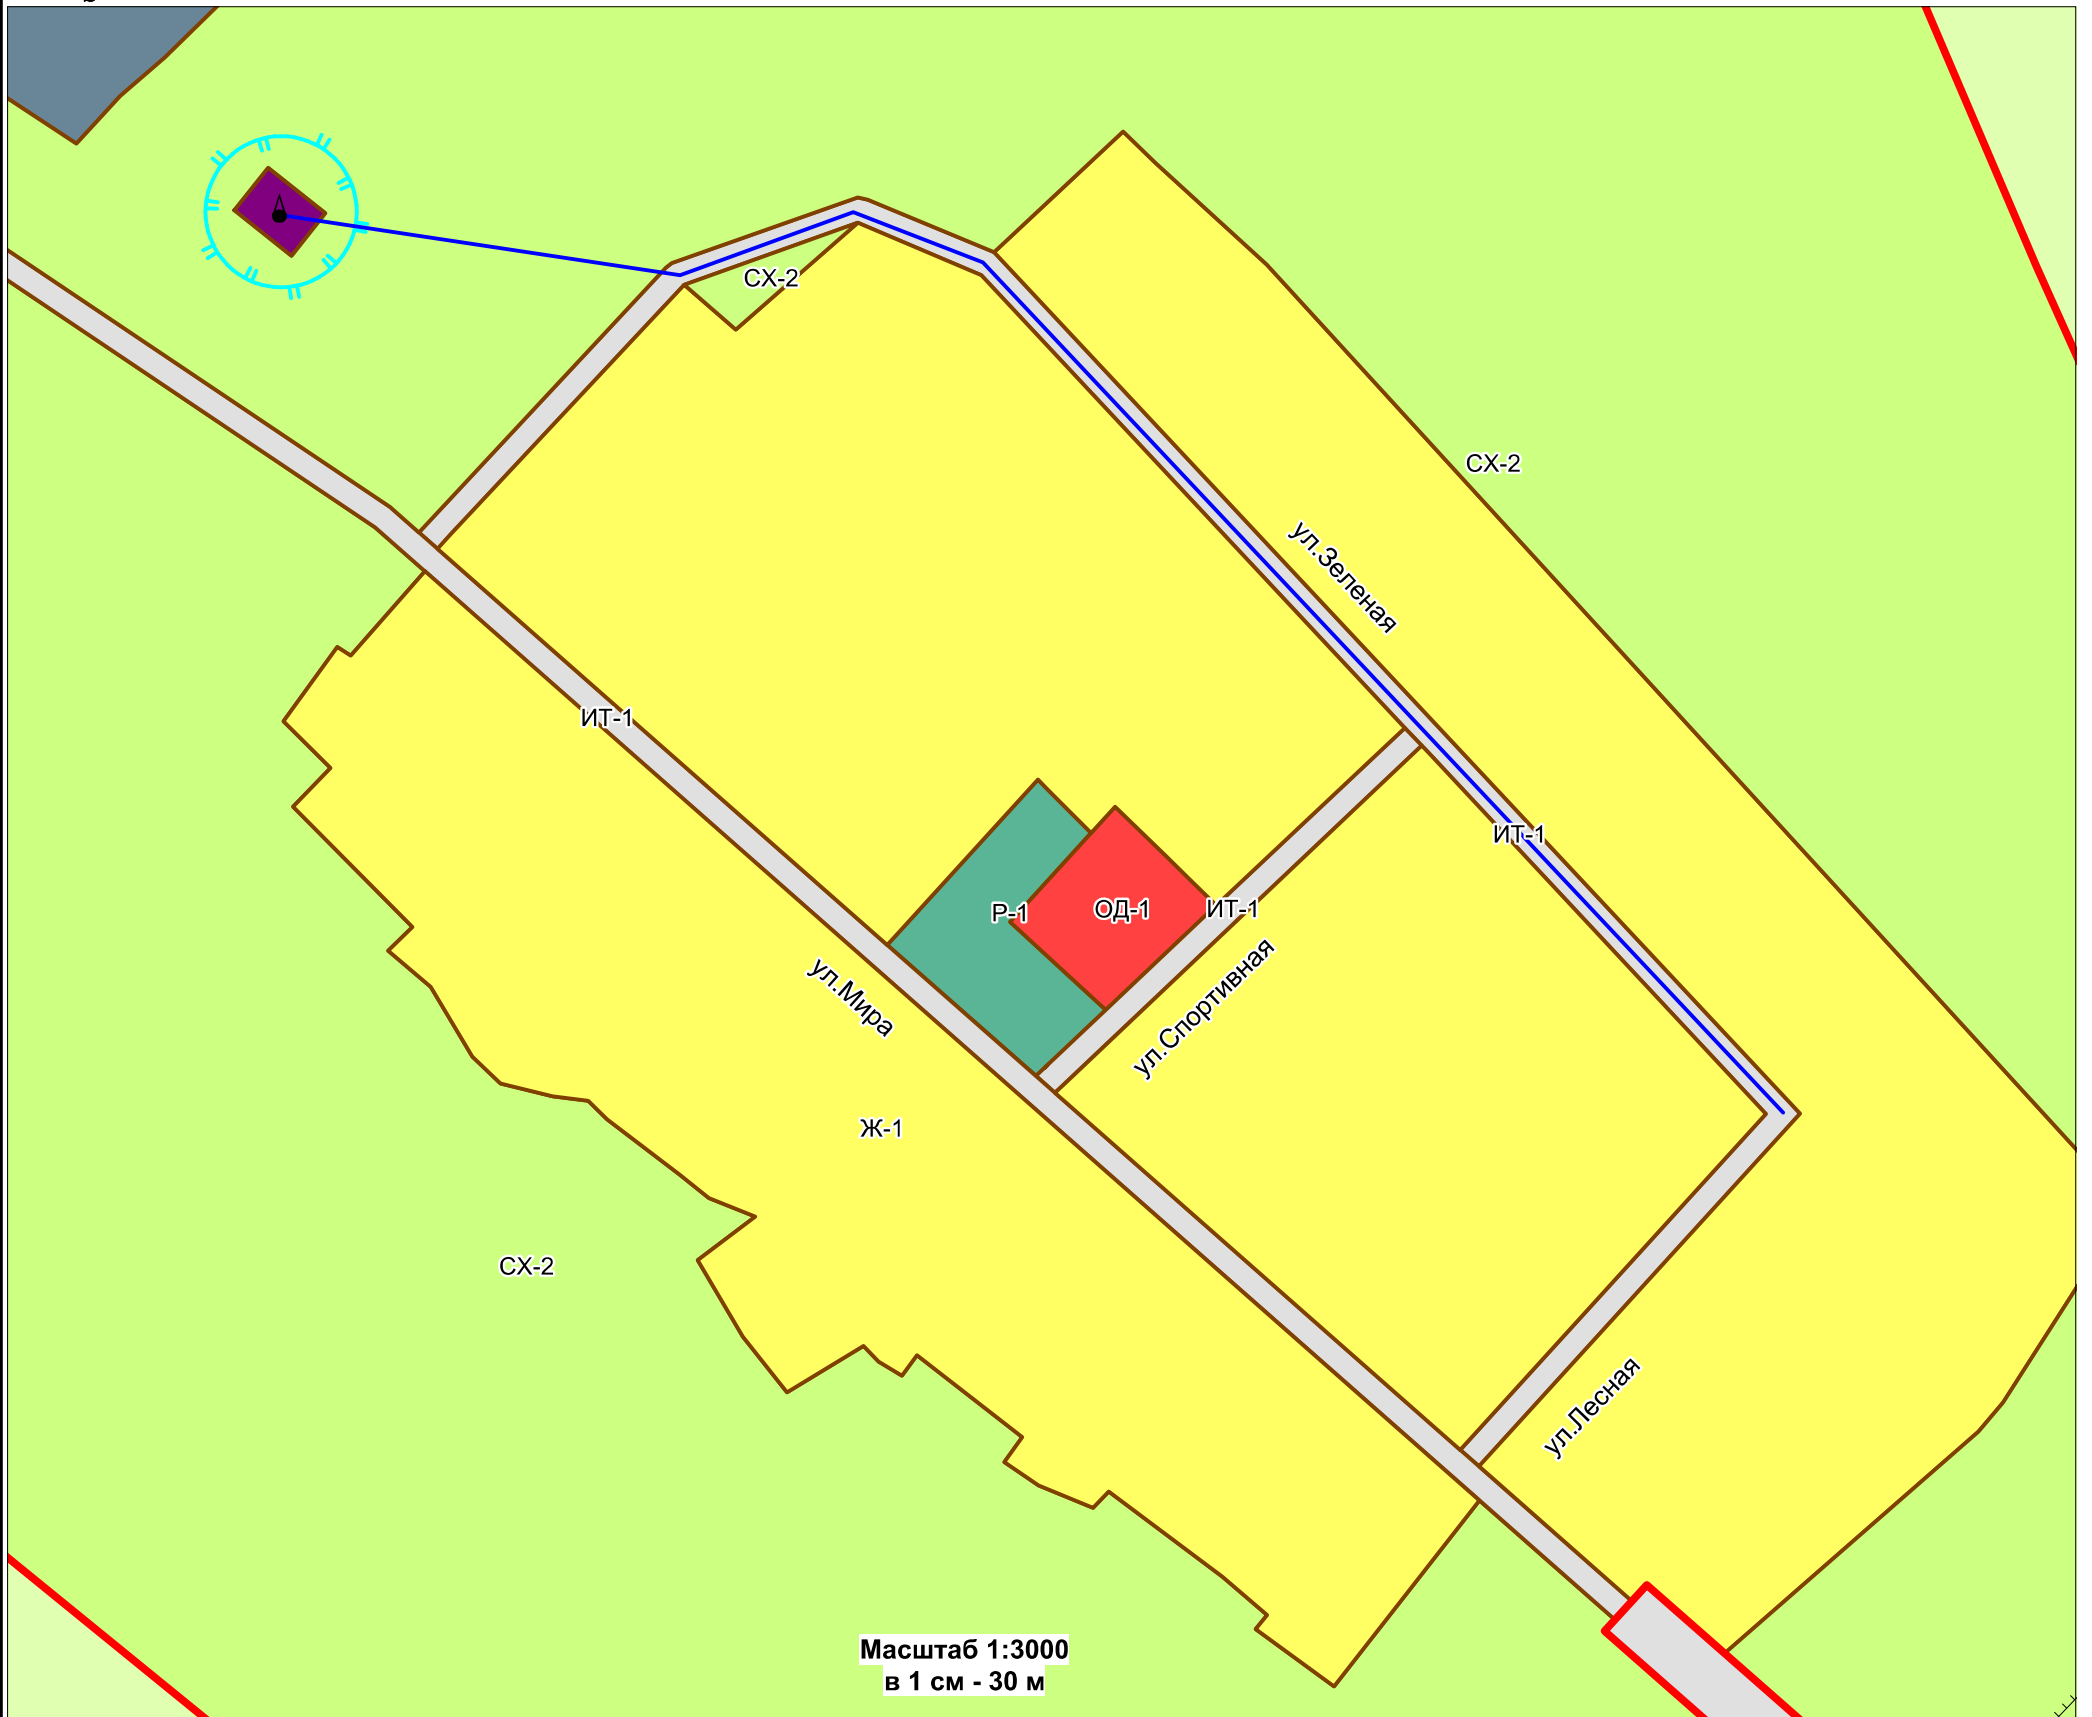 СХ-2
СХ-2
ул.Зеленая
ИТ-1
ИТ-1
Р-1
ОД-1
ИТ-1
ул.Мира
ул.Спортивная
Ж-1
СХ-2
ул.Лесная
Масштаб 1:3000
в 1 см - 30 м